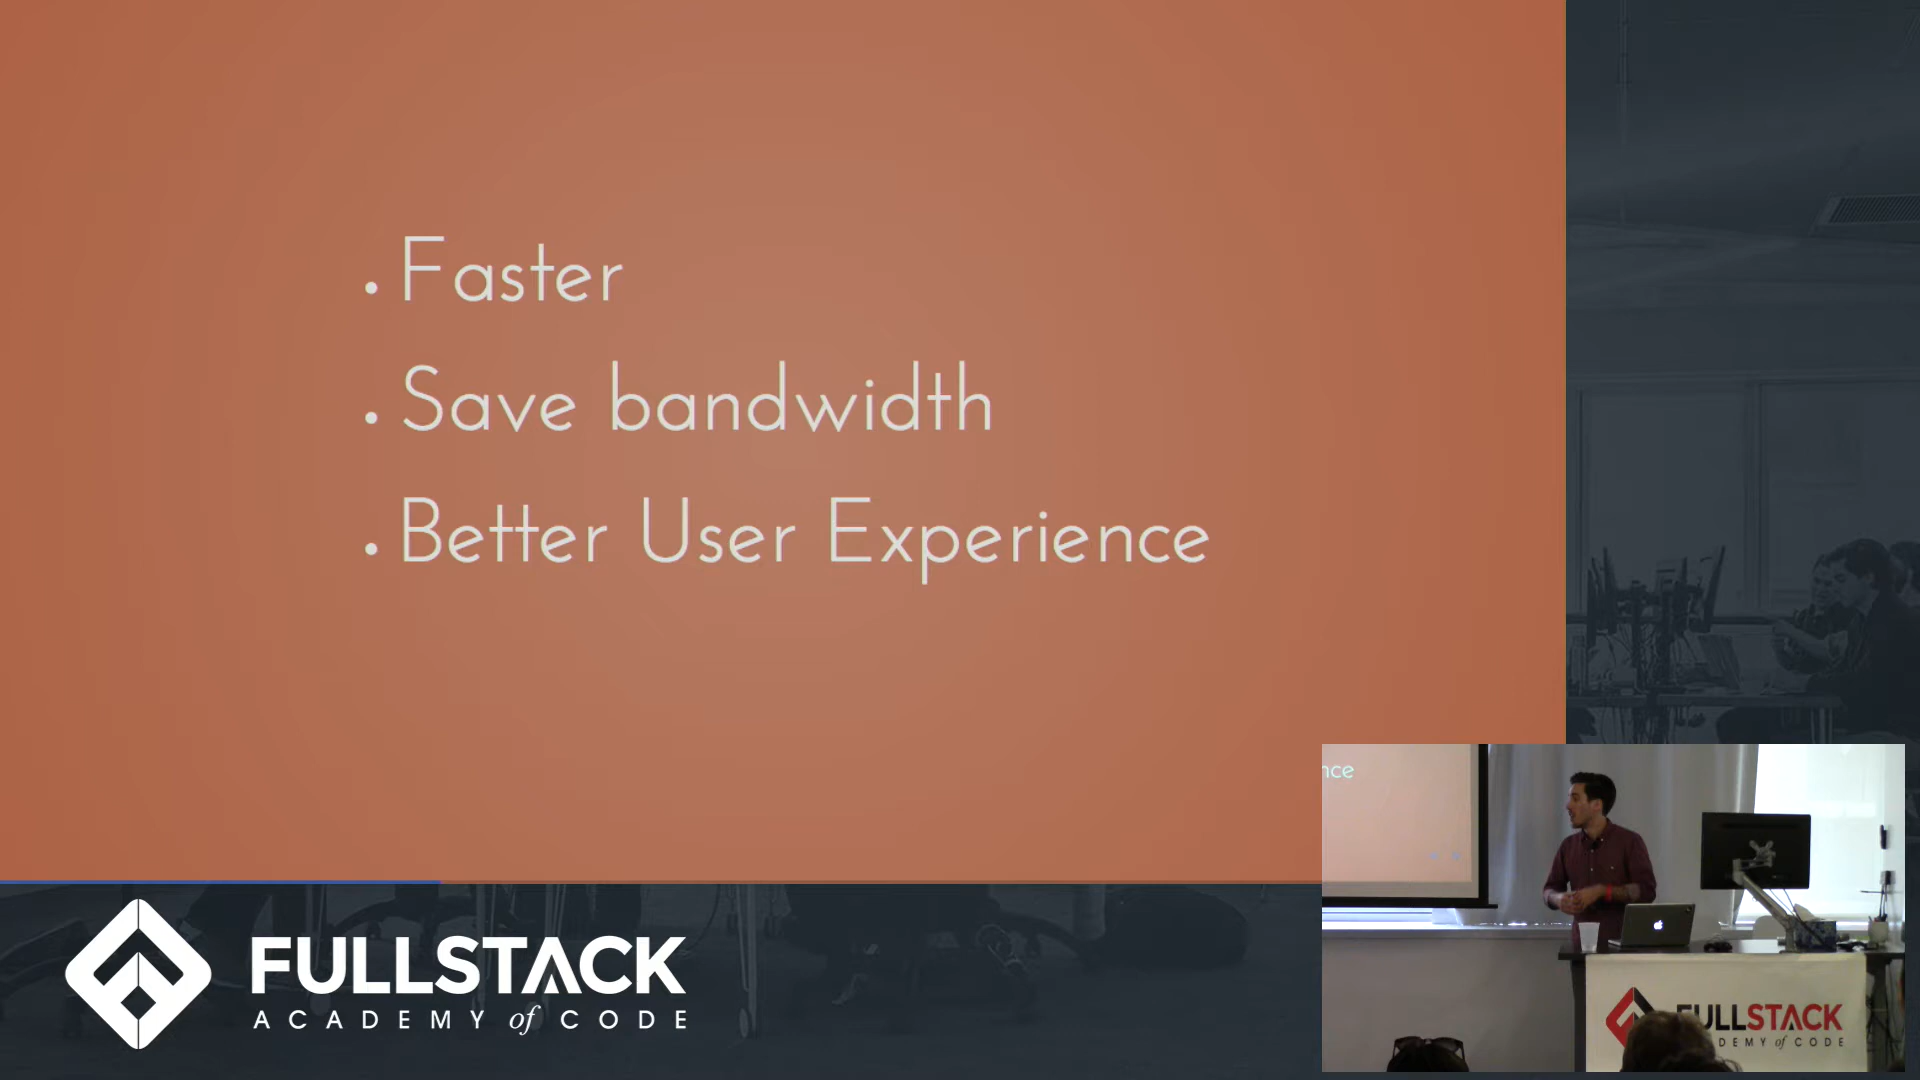 • Faster
• Save bandwidth
• Better User Experience
FULLSTACK
ACADEMY of CODE
nce
FULLSTACK
DEMY of CODE